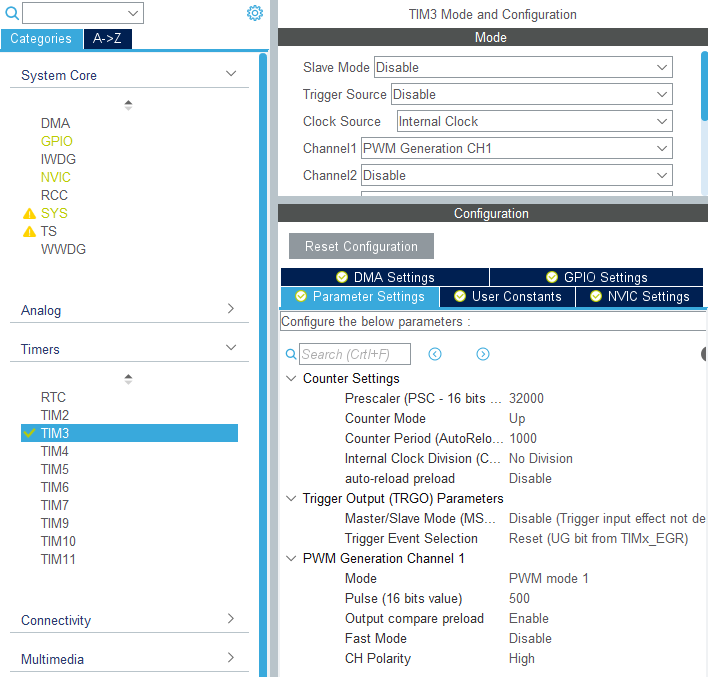 Categories
A->Z
System Core
DMA
GPIO
IWDG
NVIC
RCC
SYS
TS
WWDG
Analog
Timers
RTC
TIM2
TIM3
TIM4
TIM5
TIM6
TIM7
TIM9
TIM10
TIM11
Connectivity
Multimedia
TIM3 Mode and Configuration
Mode
Slave Mode Disable
Trigger Source Disable
Clock Source Internal Clock
Channel1 PWM Generation CH1
Channel2 Disable
Configuration
Reset Configuration
DMA Settings
GPIO Settings
Parameter Settings
User Constants
NVIC Settings
Configure the below parameters :
Search (Crtl+F)
Counter Settings
Prescaler (PSC - 16 bits ... 32000
Counter Mode Up
Counter Period (AutoRelo... 1000
Internal Clock Division (C... No Division
auto-reload preload Disable
Trigger Output (TRGO) Parameters
Master/Slave Mode (MS... Disable (Trigger input effect not de
Trigger Event Selection Reset (UG bit from TIMx_EGR)
PWM Generation Channel 1
Mode PWM mode 1
Pulse (16 bits value) 500
Output compare preload Enable
Fast Mode Disable
CH Polarity High